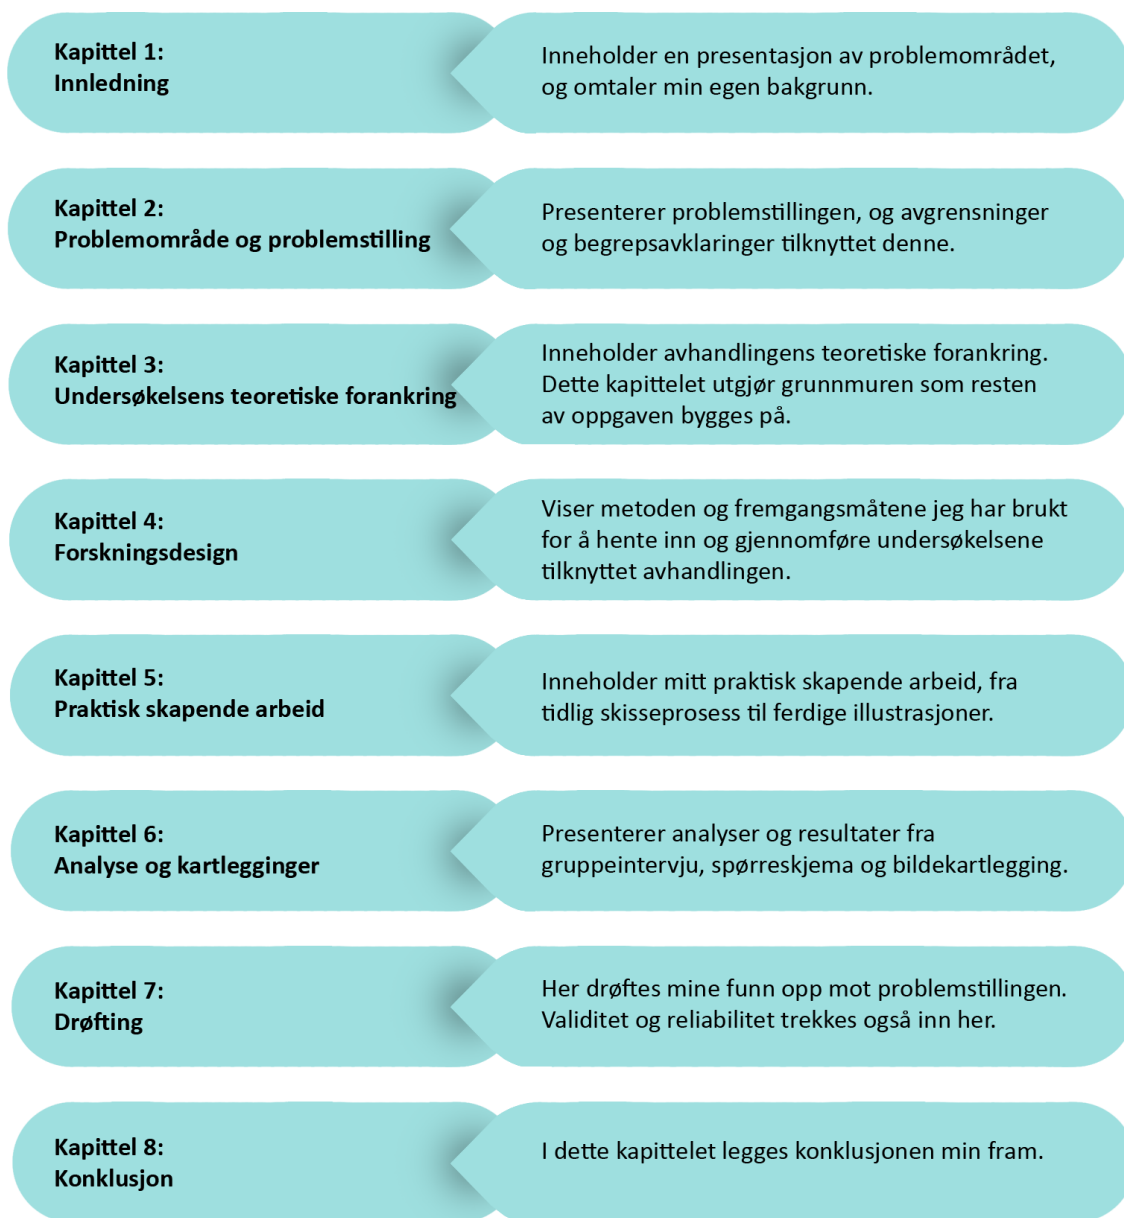 Kapittel 1:
Innledning
Inneholder en presentasjon av problemområdet,
og omtaler min egen bakgrunn.
Kapittel 2:
Problemområde og problemstilling
Presenterer problemstillingen, og avgrensninger
og begrepsavklaringer tilknyttet denne.
Kapittel 3:
Undersøkelsens teoretiske forankring
Inneholder avhandlingens teoretiske forankring.
Dette kapittelet utgjør grunnmuren som resten
av oppgaven bygges på.
Kapittel 4:
Forskningsdesign
Viser metoden og fremgangsmåtene jeg har brukt
for å hente inn og gjennomføre undersøkelsene
tilknyttet avhandlingen.
Kapittel 5:
Praktisk skapende arbeid
Inneholder mitt praktisk skapende arbeid, fra
tidlig skisseprosess til ferdige illustrasjoner.
Kapittel 6:
Analyse og kartlegginger
Presenterer analyser og resultater fra
gruppeintervju, spørreskjema og bildekartlegging.
Kapittel 7:
Drøfting
Her drøftes mine funn opp mot problemstillingen.
Validitet og reliabilitet trekkes også inn her.
Kapittel 8:
Konklusjon
I dette kapittelet legges konklusjonen min fram.